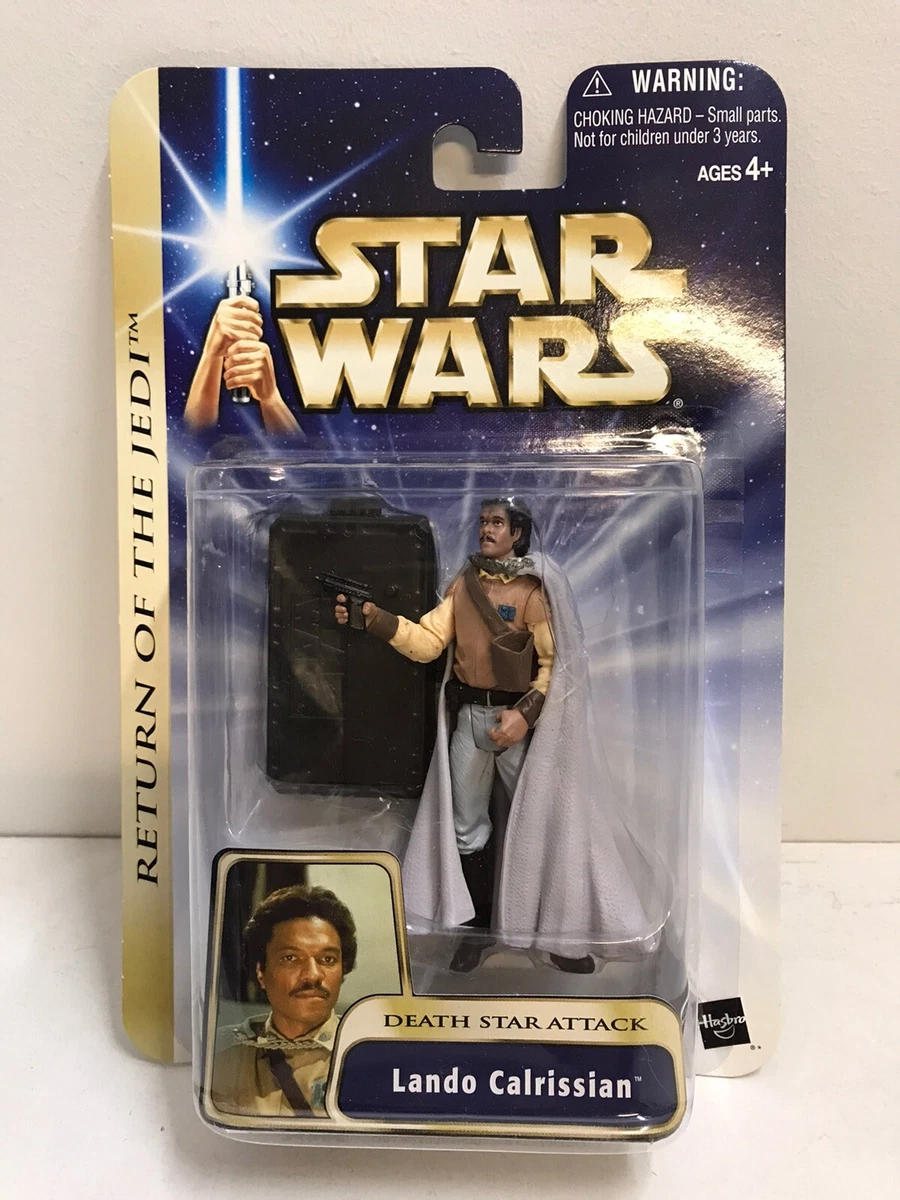 WARNING:
CHOKING HAZARD – Small parts.
Not for children under 3 years.
AGES 4+
STAR
WARS®
RETURN OF THE JEDI™
DEATH STAR ATTACK
Lando Calrissian™
Hasbro
®